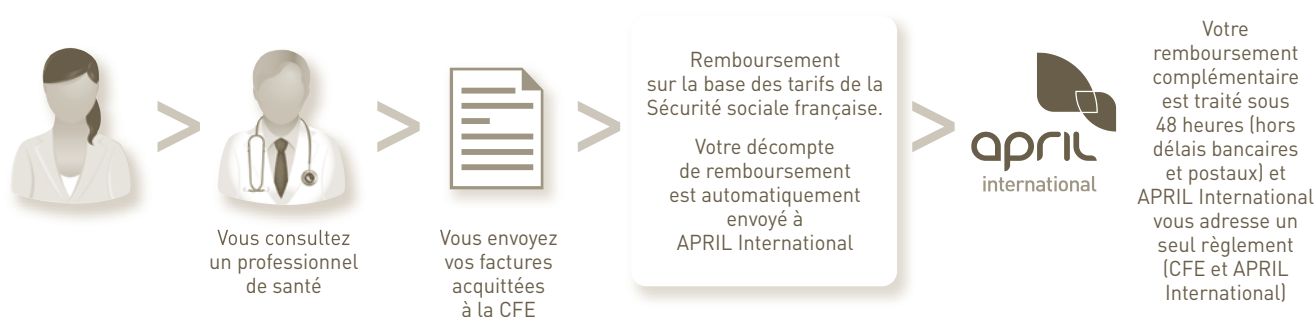 Vous consultez
un professionnel
de santé
Vous envoyez
vos factures
acquittées
à la CFE
Remboursement
sur la base des tarifs de la
Sécurité sociale française.
Votre décompte
de remboursement
est automatiquement
envoyé à
APRIL International
april
international
Votre
remboursement
complémentaire
est traité sous
48 heures (hors
délais bancaires
et postaux) et
APRIL International
vous adresse un
seul règlement
(CFE et APRIL
International)